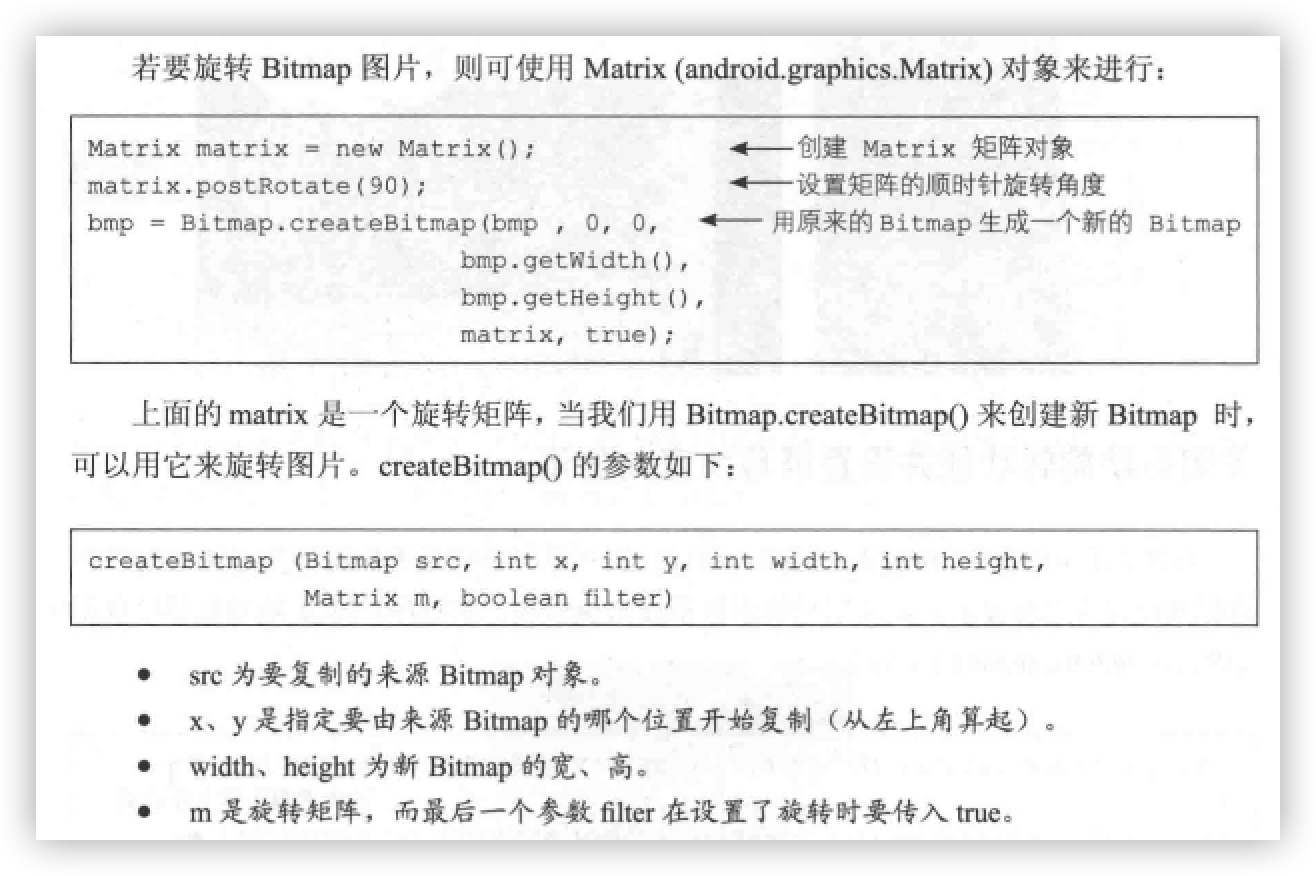 若要旋转 Bitmap 图片，则可使用 Matrix (android.graphics.Matrix) 对象来进行：
Matrix matrix = new Matrix(); ←创建 Matrix 矩阵对象
matrix.postRotate(90); ←设置矩阵的顺时针旋转角度
bmp = Bitmap.createBitmap(bmp , 0, 0, ← 用原来的Bitmap生成一个新的 Bitmap
bmp.getWidth(),
bmp.getHeight(),
matrix, true);
上面的 matrix 是一个旋转矩阵，当我们用 Bitmap.createBitmap() 来创建新 Bitmap 时，
可以用它来旋转图片。createBitmap() 的参数如下：
createBitmap (Bitmap src, int x, int y, int width, int height,
Matrix m, boolean filter)
● src 为要复制的来源 Bitmap 对象。
● x、y 是指定要由来源 Bitmap 的哪个位置开始复制（从左上角算起）。
● width、height 为新 Bitmap 的宽、高。
● m 是旋转矩阵，而最后一个参数 filter 在设置了旋转时要传入 true。